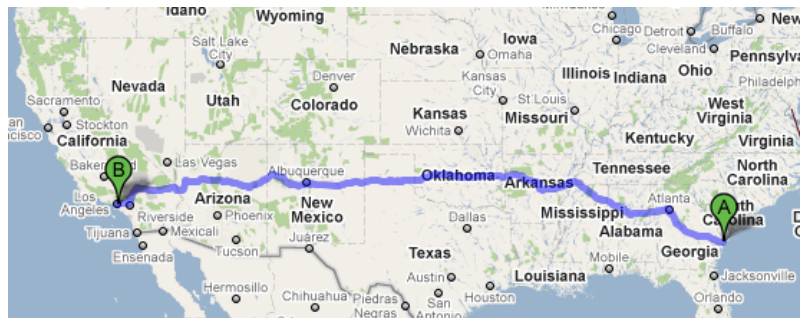 Idaho
Wyoming
Iowa
Chicago
Detroit
Buffalo
Cleveland
New
Salt Lake
City
Nebraska
Omaha
Pennsylva
Nevada
Utah
Denver
Colorado
Kansas
City
Illinois
Indiana
Ohio
Philadelph
Sacramento
Stockton
California
an
ncisco
Kansas
Wichita
St Louis
Missouri
West
Virginia
Kentucky
Virginia
Las Vegas
Albuquerque
Oklahoma
Arkansas
Tennessee
North
Carolina
B
Los
Angeles
Arizona
New
Mexico
Mississippi
Atlanta
A
Carolina
Riverside
Phoenix
Dallas
Alabama
Georgia
Tijuana
Mexicali
Ensenada
Tucson
Juárez
Texas
Louisiana
Mobile
Jacksonville
Austin
Hermosillo
Chihuahua
Piedras
Negras
San
Antonio
Houston
Orlando